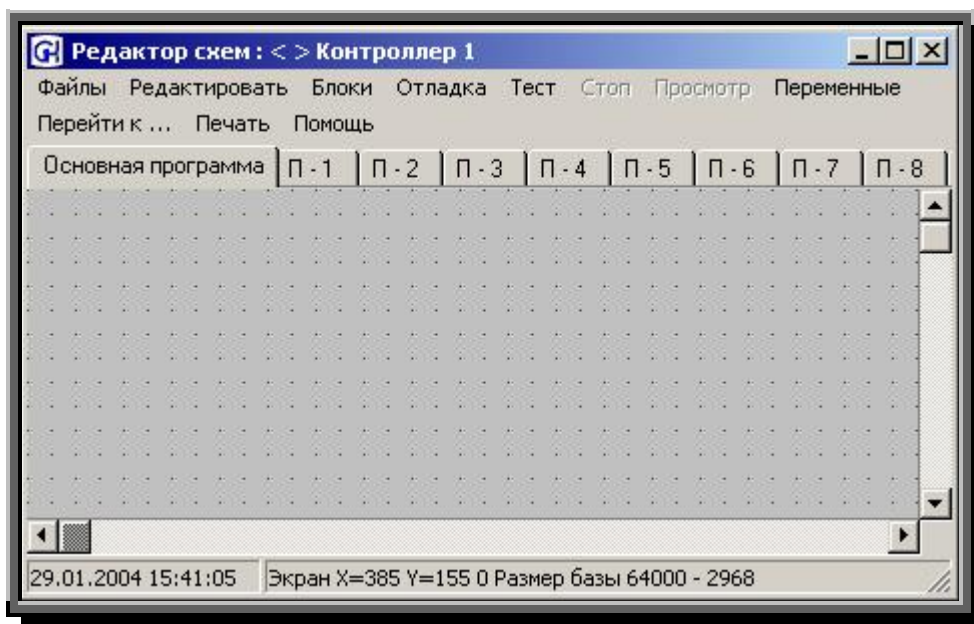 Редактор схем : < > Контроллер 1
Файлы Редактировать Блоки Отладка Тест Стоп Просмотр Переменные
Перейти к ... Печать Помощь
Основная программа П - 1 П - 2 П - 3 П - 4 П - 5 П - 6 П - 7 П - 8
29.01.2004 15:41:05 Экран X=385 Y=155 0 Размер базы 64000 - 2968